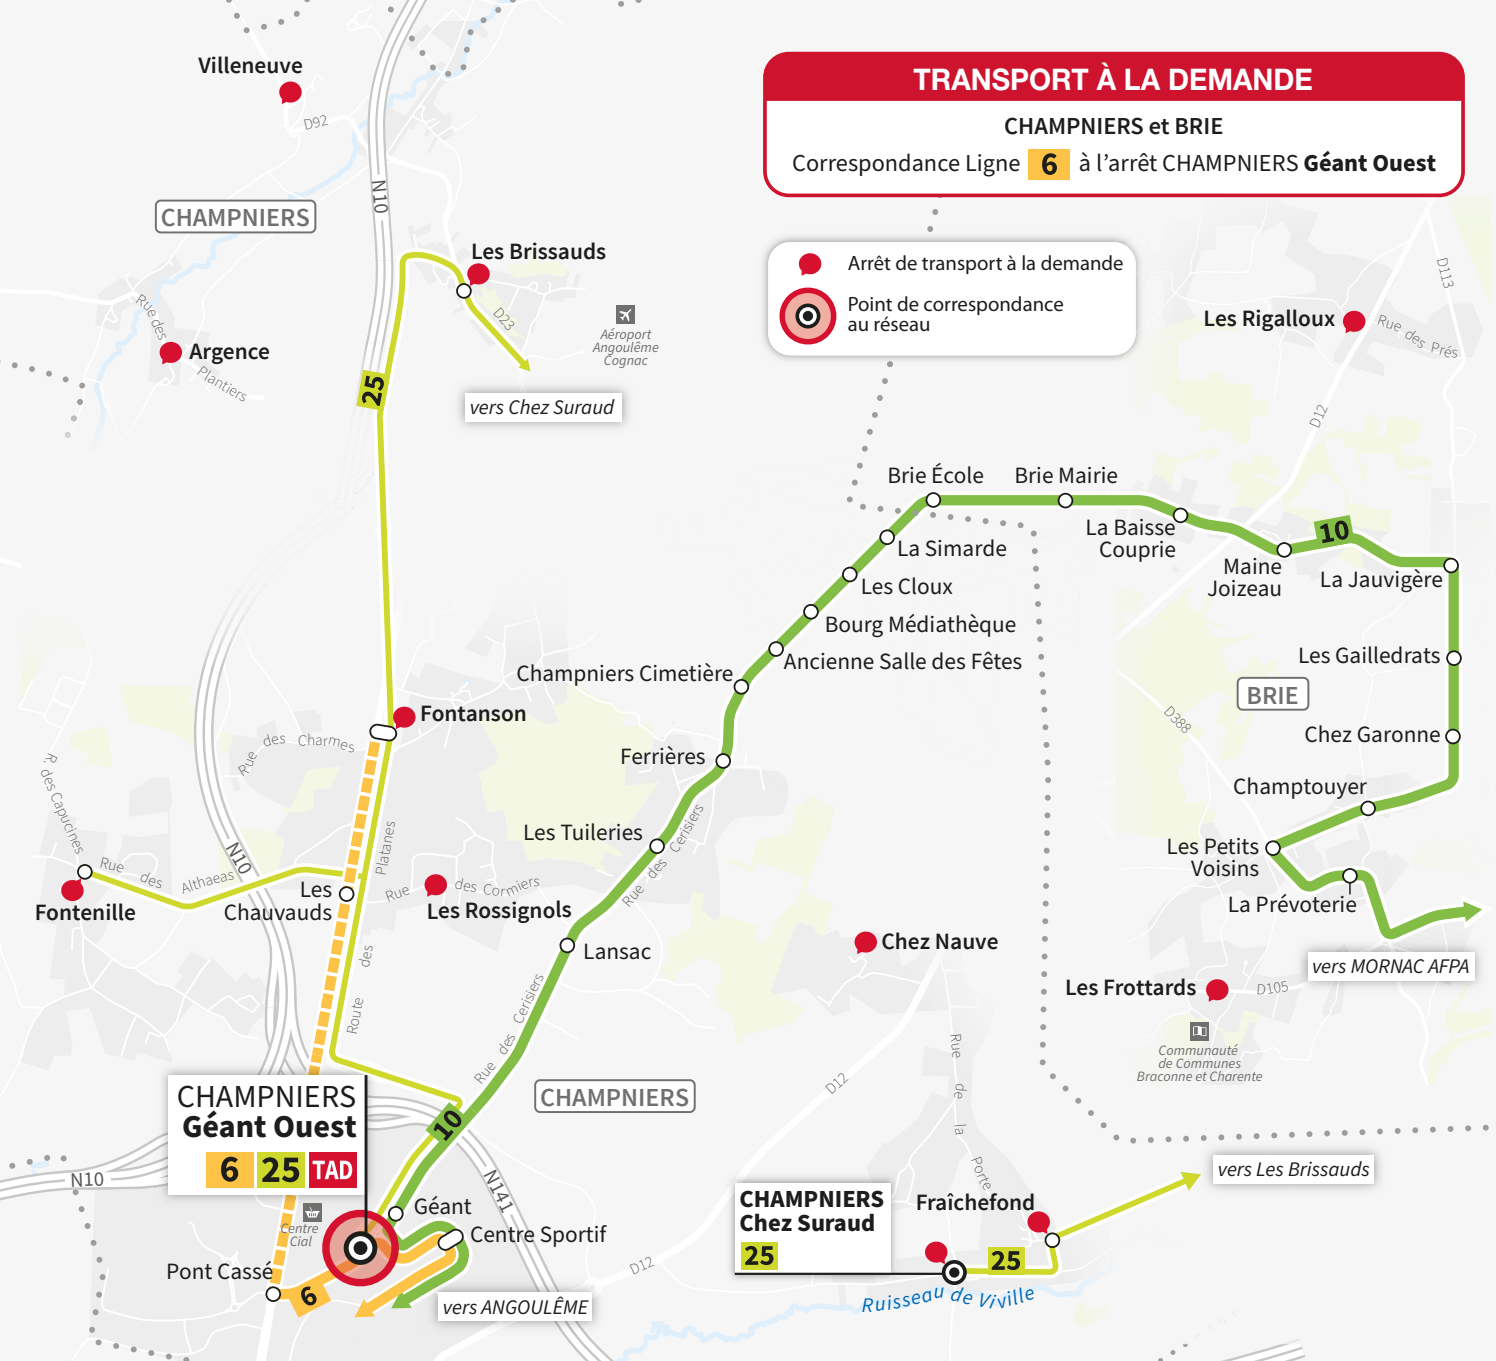 Villeneuve
D92
N10
CHAMPNIERS
TRANSPORT À LA DEMANDE
CHAMPNIERS et BRIE
Correspondance Ligne 6 à l'arrêt CHAMPNIERS Géant Ouest
Arrêt de transport à la demande
Point de correspondance
au réseau
Les Brissauds
D23
Aéroport
Angoulême
Cognac
vers Chez Suraud
Rue des
Plantiers
Argence
25
D113
Les Rigalloux
Rue des Prés
D12
Brie École
Brie Mairie
La Baisse
Couprie
La Simarde
Les Cloux
Bourg Médiathèque
Ancienne Salle des Fêtes
Champniers Cimetière
Maine
Joizeau
10
La Jauvigère
Les Gailledrats
BRIE
Chez Garonne
D388
Champtouyer
Les Petits
Voisins
La Prévoterie
vers MORNAC AFPA
Les Frottards
D105
Communauté
de Communes
Braconne et Charente
Fontanson
Rue des Charmes
Ferrières
Les Tuileries
Rue des Cerisiers
R. des Capucines
N10
Rue des Althaeas
Fontenille
Les
Chauvauds
Route des Platanes
Rue des Cormiers
Les Rossignols
Lansac
Rue des Cerisiers
Chez Nauve
D12
Rue de la Porte
CHAMPNIERS
CHAMPNIERS
Géant Ouest
6 25 TAD
10
N10
N141
Centre
Cial
Géant
Centre Sportif
Pont Cassé
6
vers ANGOULÊME
D12
CHAMPNIERS
Chez Suraud
25
Fraîchefond
25
vers Les Brissauds
Ruisseau de Viville